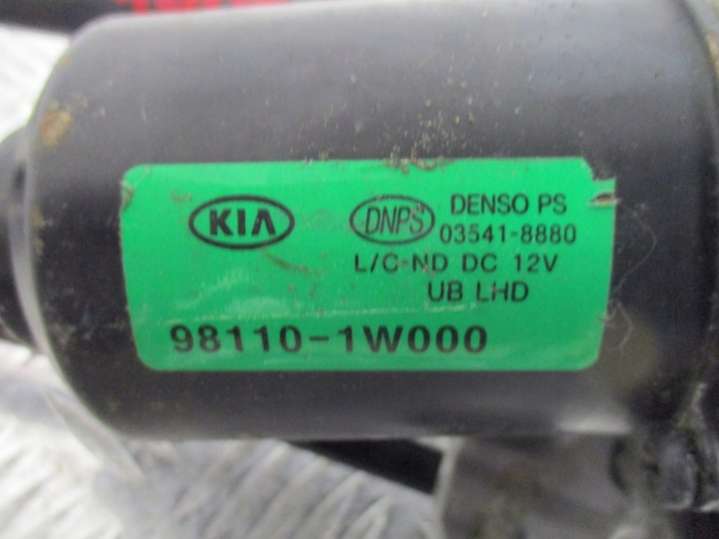 KIA
DNPS
DENSO PS
03541-8880
L/C-ND DC 12V
UB LHD
98110-1W000